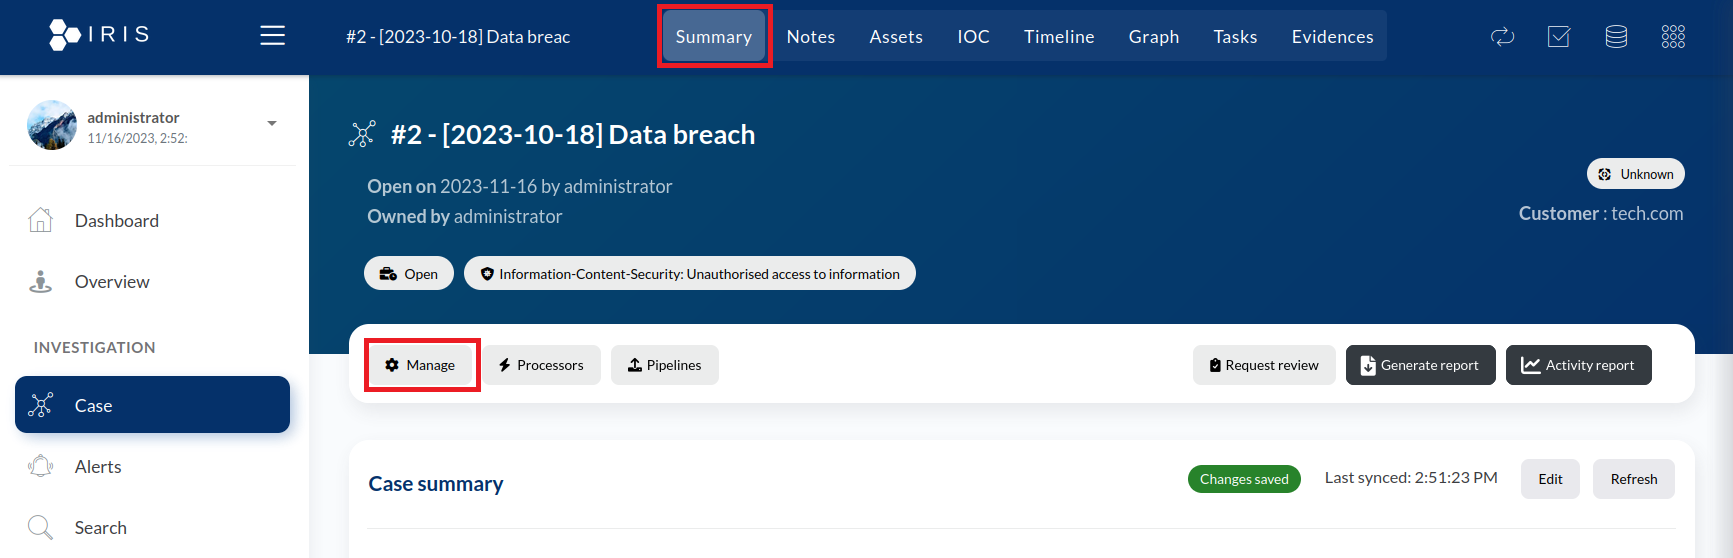 IRIS
#2 - [2023-10-18] Data breac
Summary Notes Assets IOC Timeline Graph Tasks Evidences
administrator
11/16/2023, 2:52:
Dashboard
Overview
INVESTIGATION
Case
Alerts
Search
#2 - [2023-10-18] Data breach
Open on 2023-11-16 by administrator
Owned by administrator
Unknown
Customer : tech.com
Open Information-Content-Security: Unauthorised access to information
Manage Processors Pipelines Request review Generate report Activity report
Case summary Changes saved Last synced: 2:51:23 PM Edit Refresh